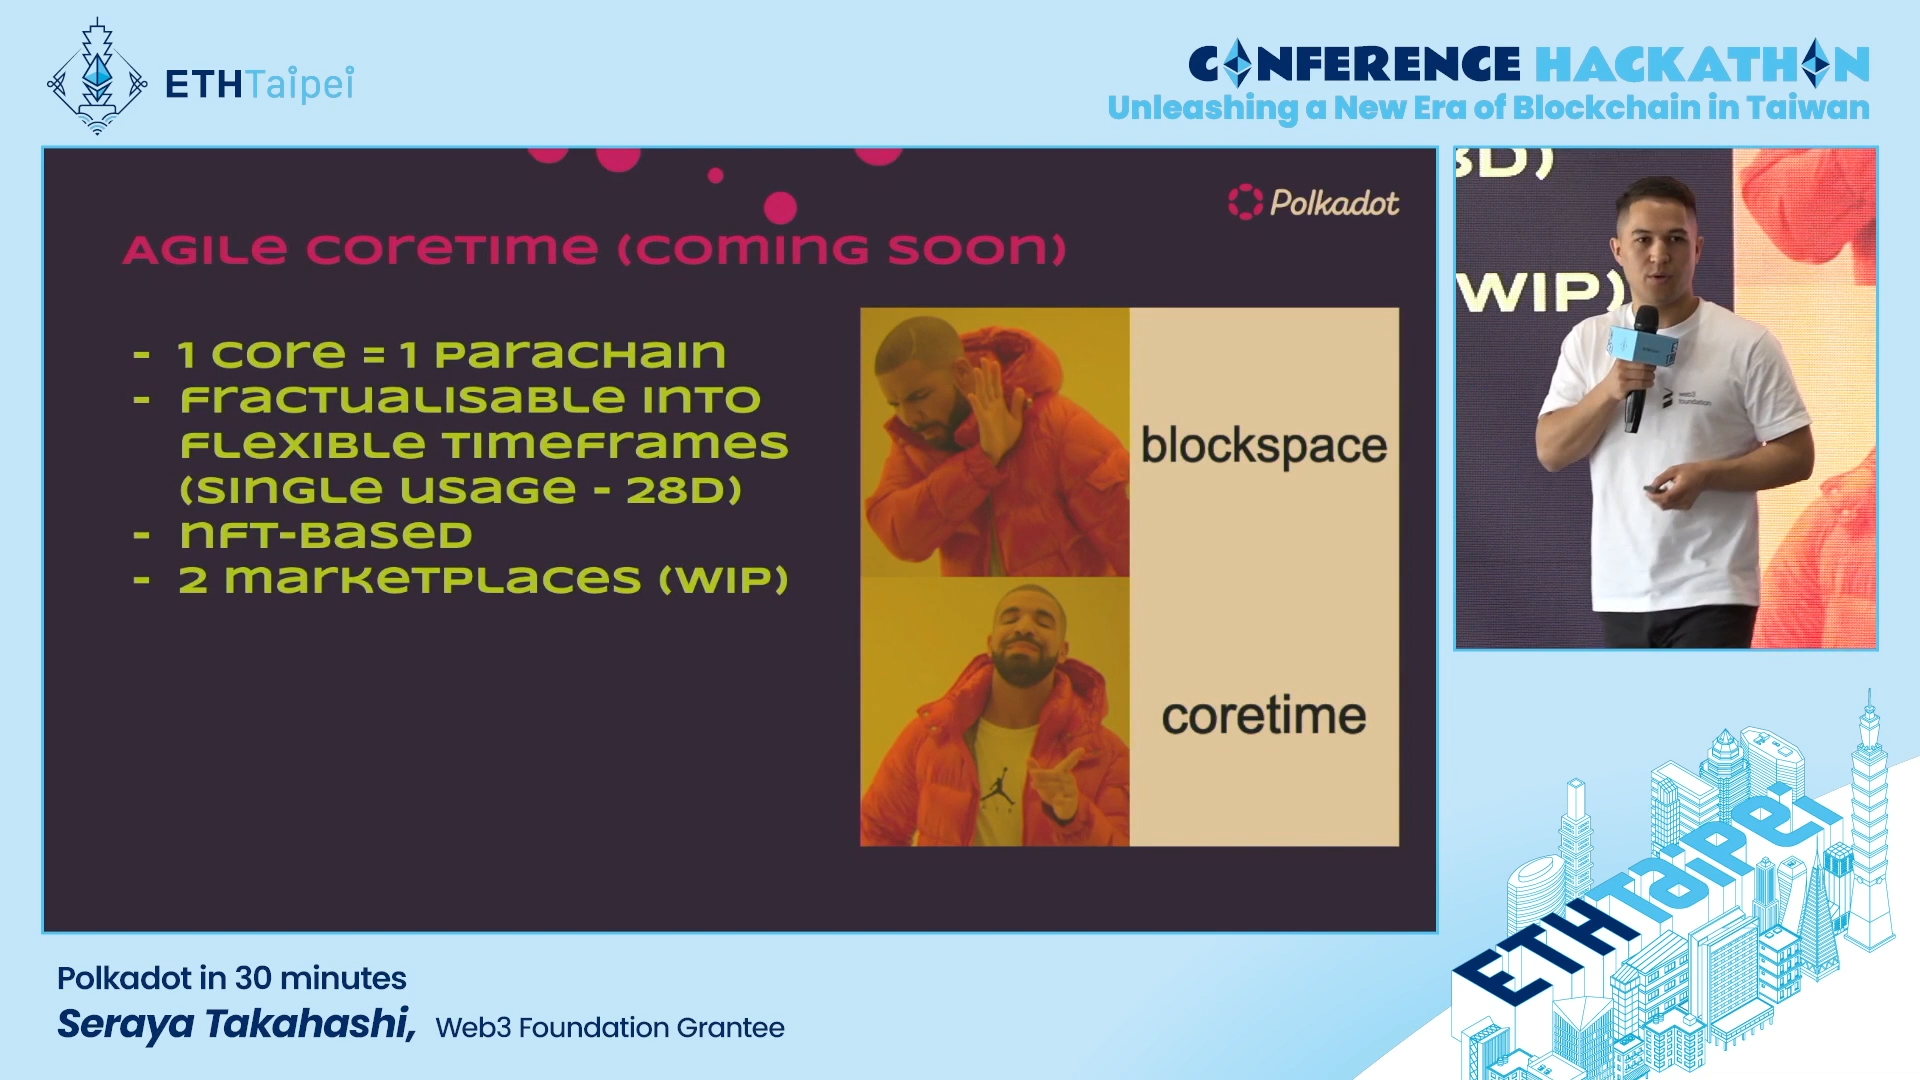 ETHTaipei
CONFERENCE HACKATHON
Unleashing a New Era of Blockchain in Taiwan
Polkadot
AGILE CORETIME (COMING SOON)
- 1 CORE = 1 PARACHAIN
- FRACTUALISABLE INTO
FLEXIBLE TIMEFRAMES
(SINGLE USAGE - 28D)
- NFT-BASED
- 2 MARKETPLACES (WIP)
blockspace
coretime
D)
WIP)
web3
foundation
ETHTaipei
Polkadot in 30 minutes
Seraya Takahashi, Web3 Foundation Grantee